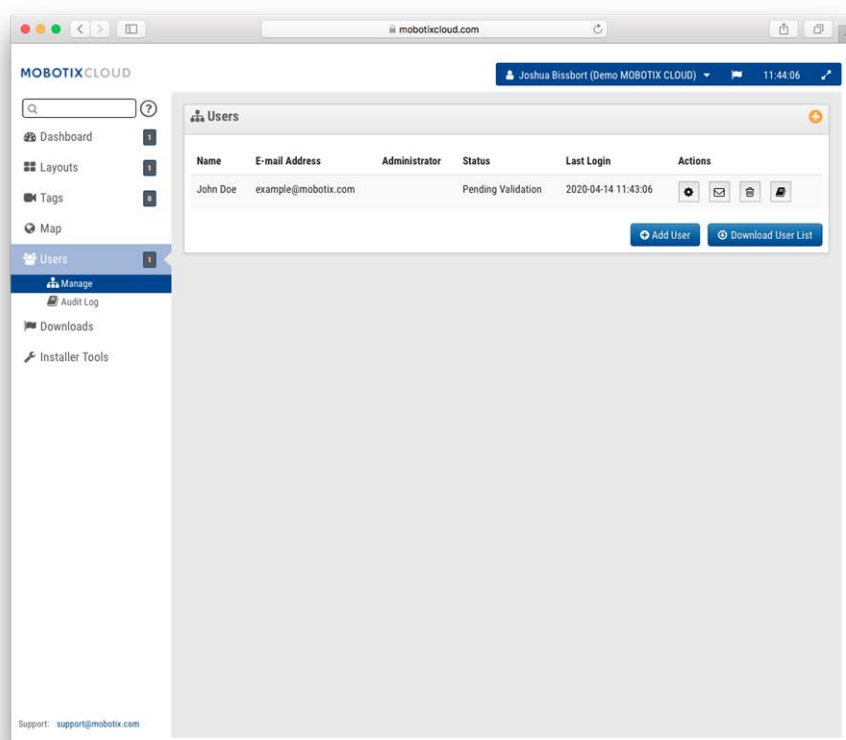 mobotixcloud.com
MOBOTIXCLOUD
Joshua Bissbort (Demo MOBOTIX CLOUD)
11:44:06
?
Dashboard 1
Layouts 1
Tags 0
Map
Users 1
Manage
Audit Log
Downloads
Installer Tools
Users
Name E-mail Address Administrator Status Last Login Actions
John Doe example@mobotix.com Pending Validation 2020-04-14 11:43:06
Add User Download User List
Support: support@mobotix.com